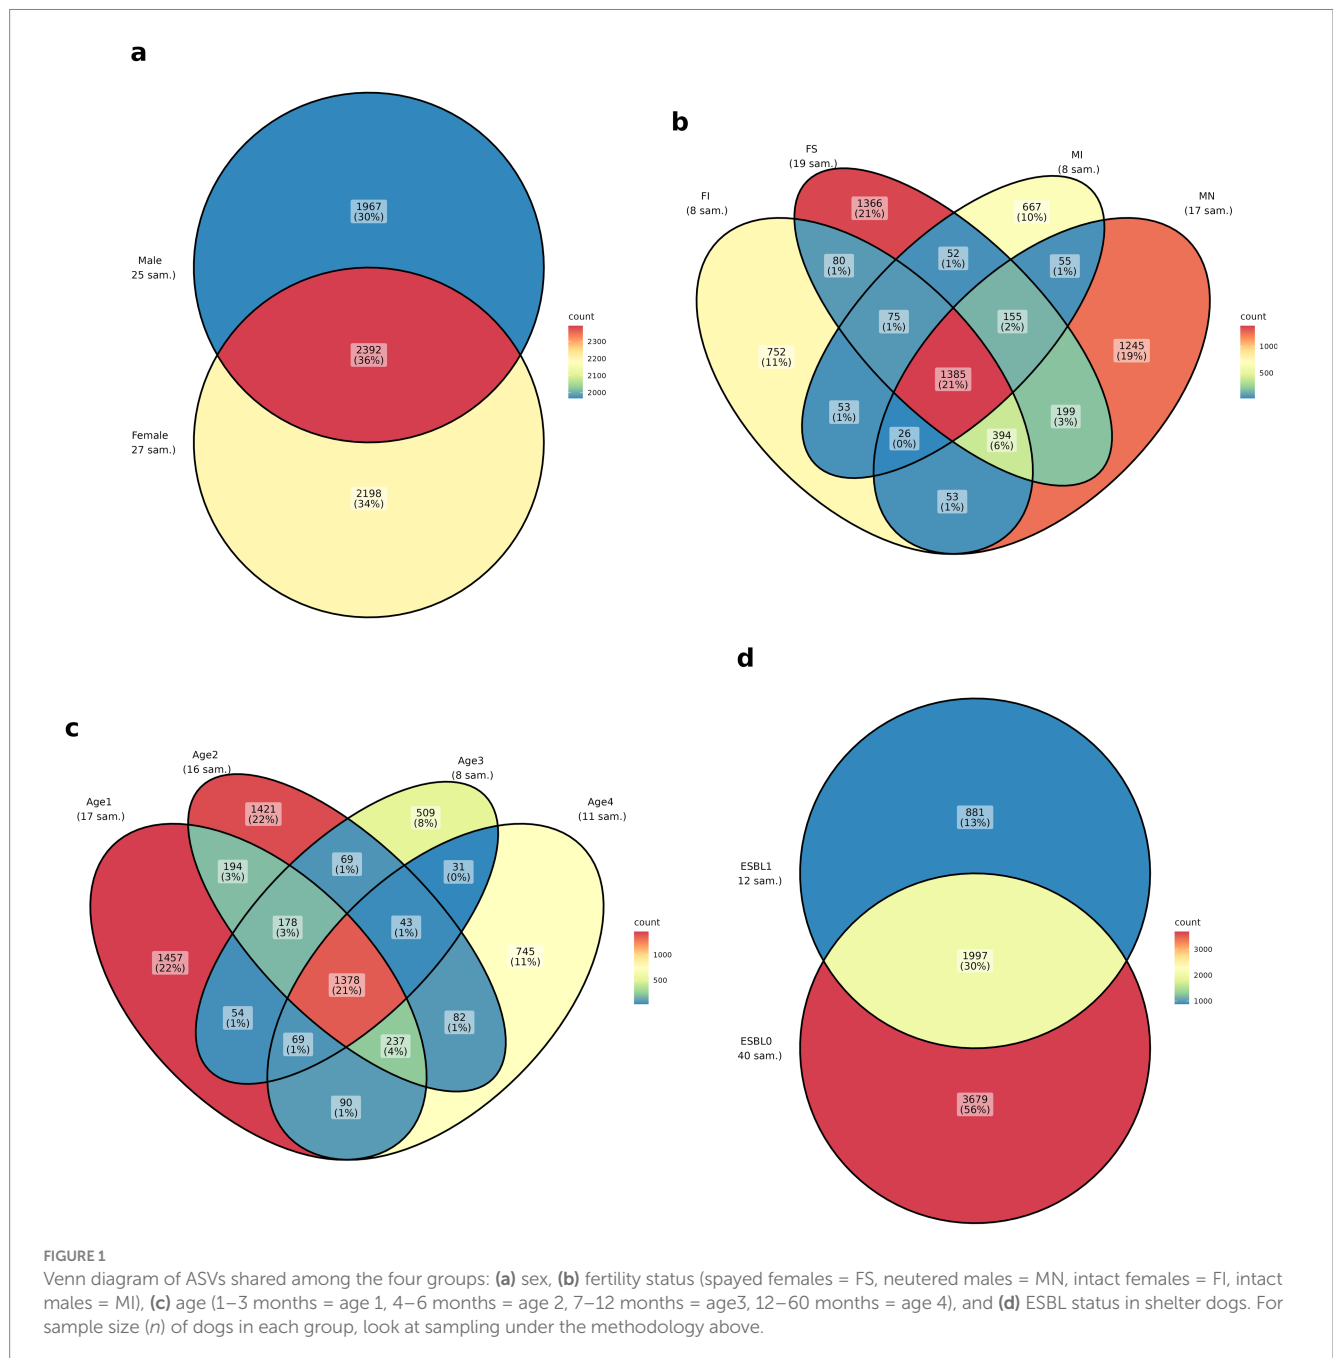 a
1967
(30%)
Male
25 sam.)
2392
(36%)
Female
27 sam.)
2198
(34%)
count
2300
2200
2100
2000
b
FS
(19 sam.)
MI
(8 sam.)
FI
(8 sam.)
MN
(17 sam.)
1366
(21%)
667
(10%)
80
(1%)
52
(1%)
55
(1%)
75
(1%)
155
(2%)
752
(11%)
1245
(19%)
1385
(21%)
53
(1%)
199
(3%)
26
(0%)
394
(6%)
53
(1%)
count
1000
500
c
Age2
(16 sam.)
Age3
(8 sam.)
Age1
(17 sam.)
Age4
(11 sam.)
1421
(22%)
509
(8%)
194
(3%)
69
(1%)
31
(0%)
178
(3%)
43
(1%)
1457
(22%)
745
(11%)
1378
(21%)
54
(1%)
82
(1%)
69
(1%)
237
(4%)
90
(1%)
count
1000
500
d
881
(13%)
ESBL1
12 sam.)
1997
(30%)
ESBL0
40 sam.)
3679
(56%)
count
3000
2000
1000
FIGURE 1
Venn diagram of ASVs shared among the four groups: (a) sex, (b) fertility status (spayed females = FS, neutered males = MN, intact females = FI, intact
males = MI), (c) age (1–3 months = age 1, 4–6 months = age 2, 7–12 months = age3, 12–60 months = age 4), and (d) ESBL status in shelter dogs. For
sample size (n) of dogs in each group, look at sampling under the methodology above.